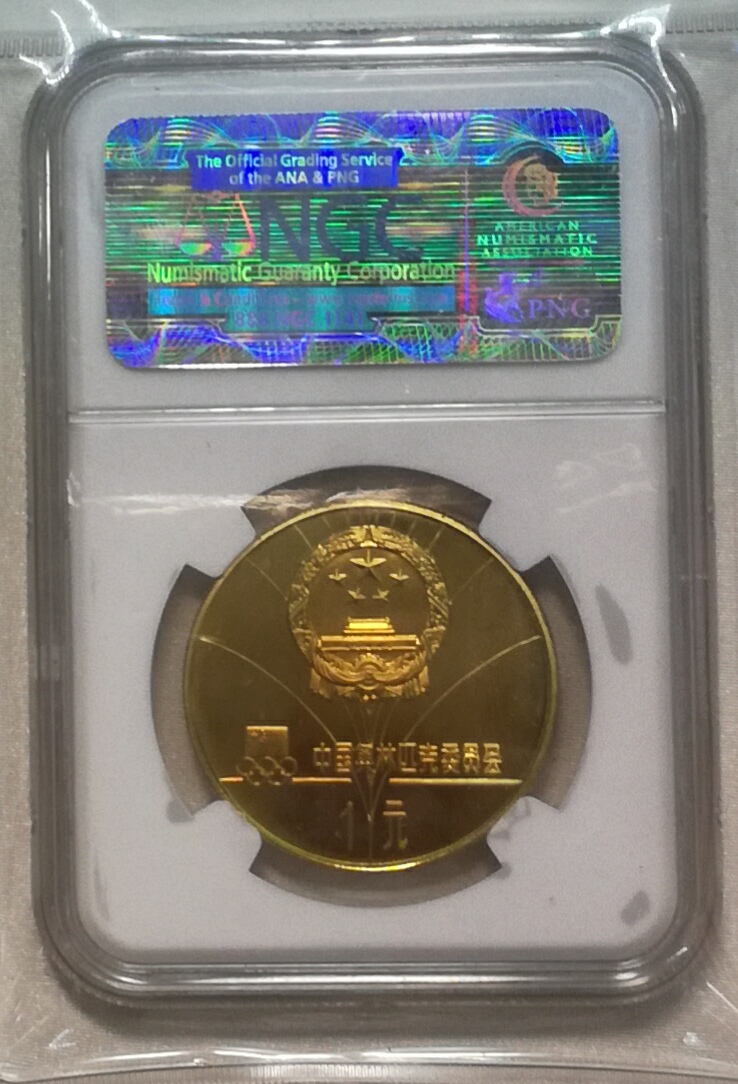 The Official Grading Service
of the ANA & PNG
NGC
Numismatic Guaranty Corporation
AMERICAN
NUMISMATIC
ASSOCIATION
PNG
中国奥林匹克委员会
1元